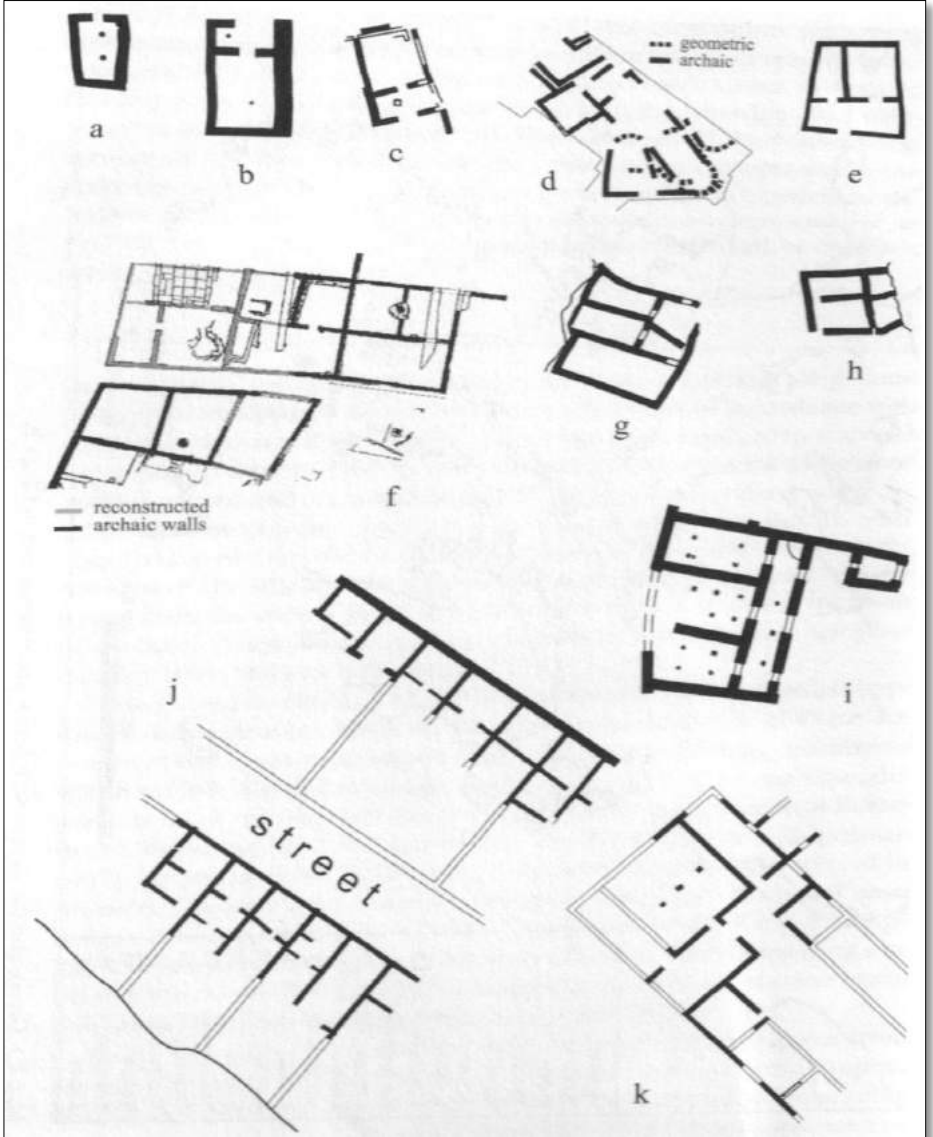 a
b
c
d
geometric
archaic
e
f
reconstructed
archaic walls
g
h
i
j
street
k